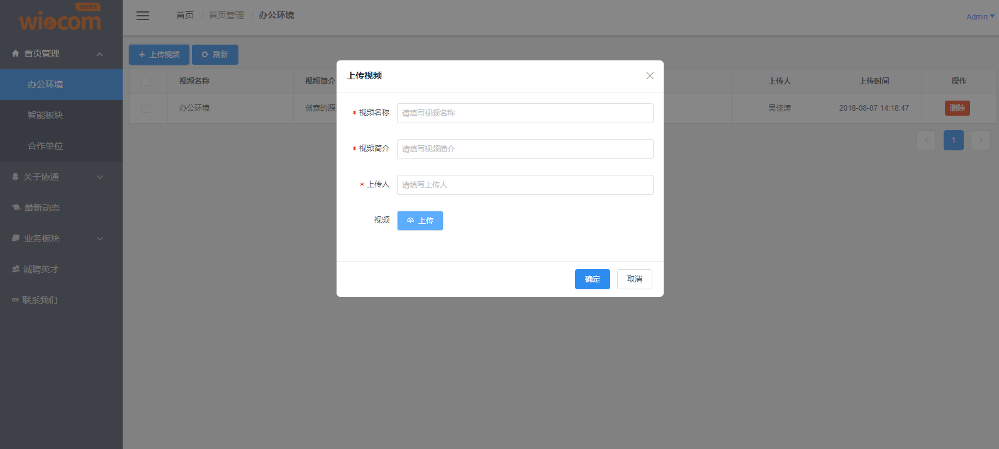 smart
wiocom
首页 / 首页管理 / 办公环境
Admin
首页管理
办公环境
智能板块
合作单位
关于协通
最新动态
业务板块
诚聘英才
联系我们
+ 上传视频
刷新
视频名称 视频简介 上传人 上传时间 操作
办公环境 创意的源 吴佳涛 2018-08-07 14:18:47 删除
< 1 >
上传视频
* 视频名称 请填写视频名称
* 视频简介 请填写视频简介
* 上传人 请填写上传人
视频 上传
确定 取消